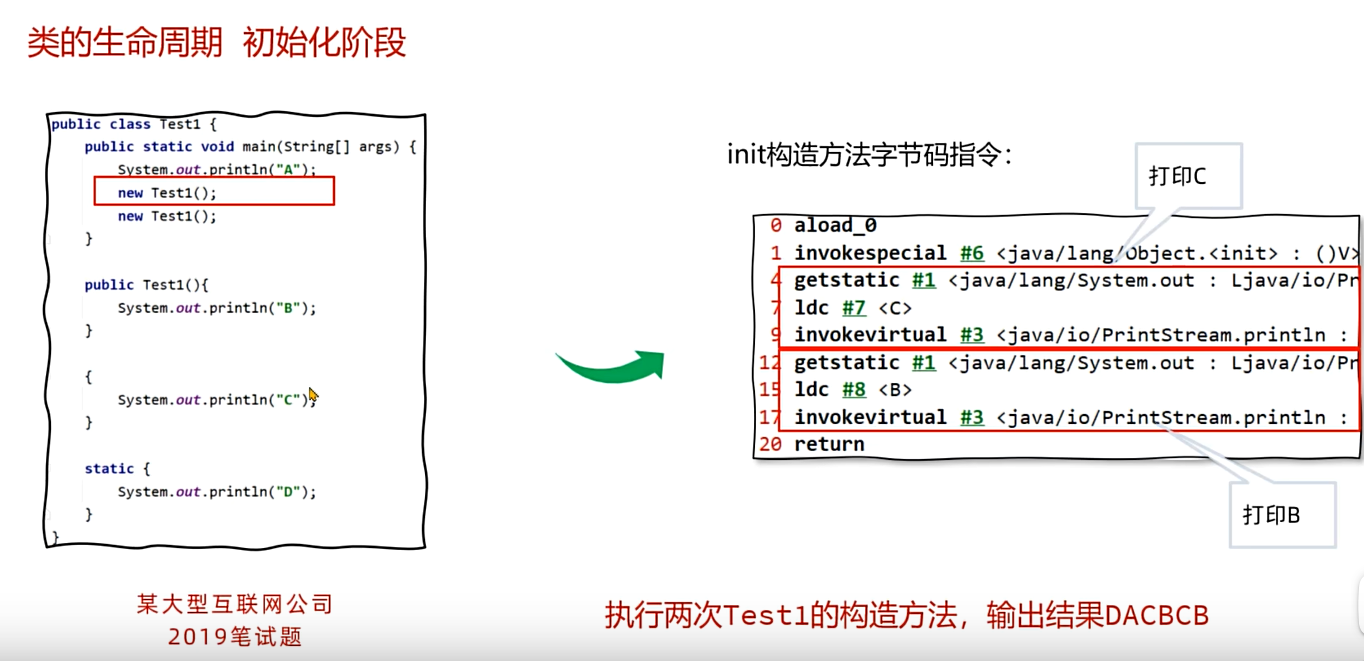 类的生命周期 初始化阶段
public class Test1 {
public static void main(String[] args) {
System.out.println("A");
new Test1();
new Test1();
}
public Test1(){
System.out.println("B");
}
{
System.out.println("C");
}
static {
System.out.println("D");
}
}
某大型互联网公司
2019笔试题
init构造方法字节码指令:
打印C
0 aload_0
1 invokespecial #6 <java/lang/Object.<init> : ()V>
4 getstatic #1 <java/lang/System.out : Ljava/io/Pr
7 ldc #7 <C>
9 invokevirtual #3 <java/io/PrintStream.println :
12 getstatic #1 <java/lang/System.out : Ljava/io/Pr
15 ldc #8 <B>
17 invokevirtual #3 <java/io/PrintStream.println :
20 return
打印B
执行两次Test1的构造方法，输出结果DACBCB